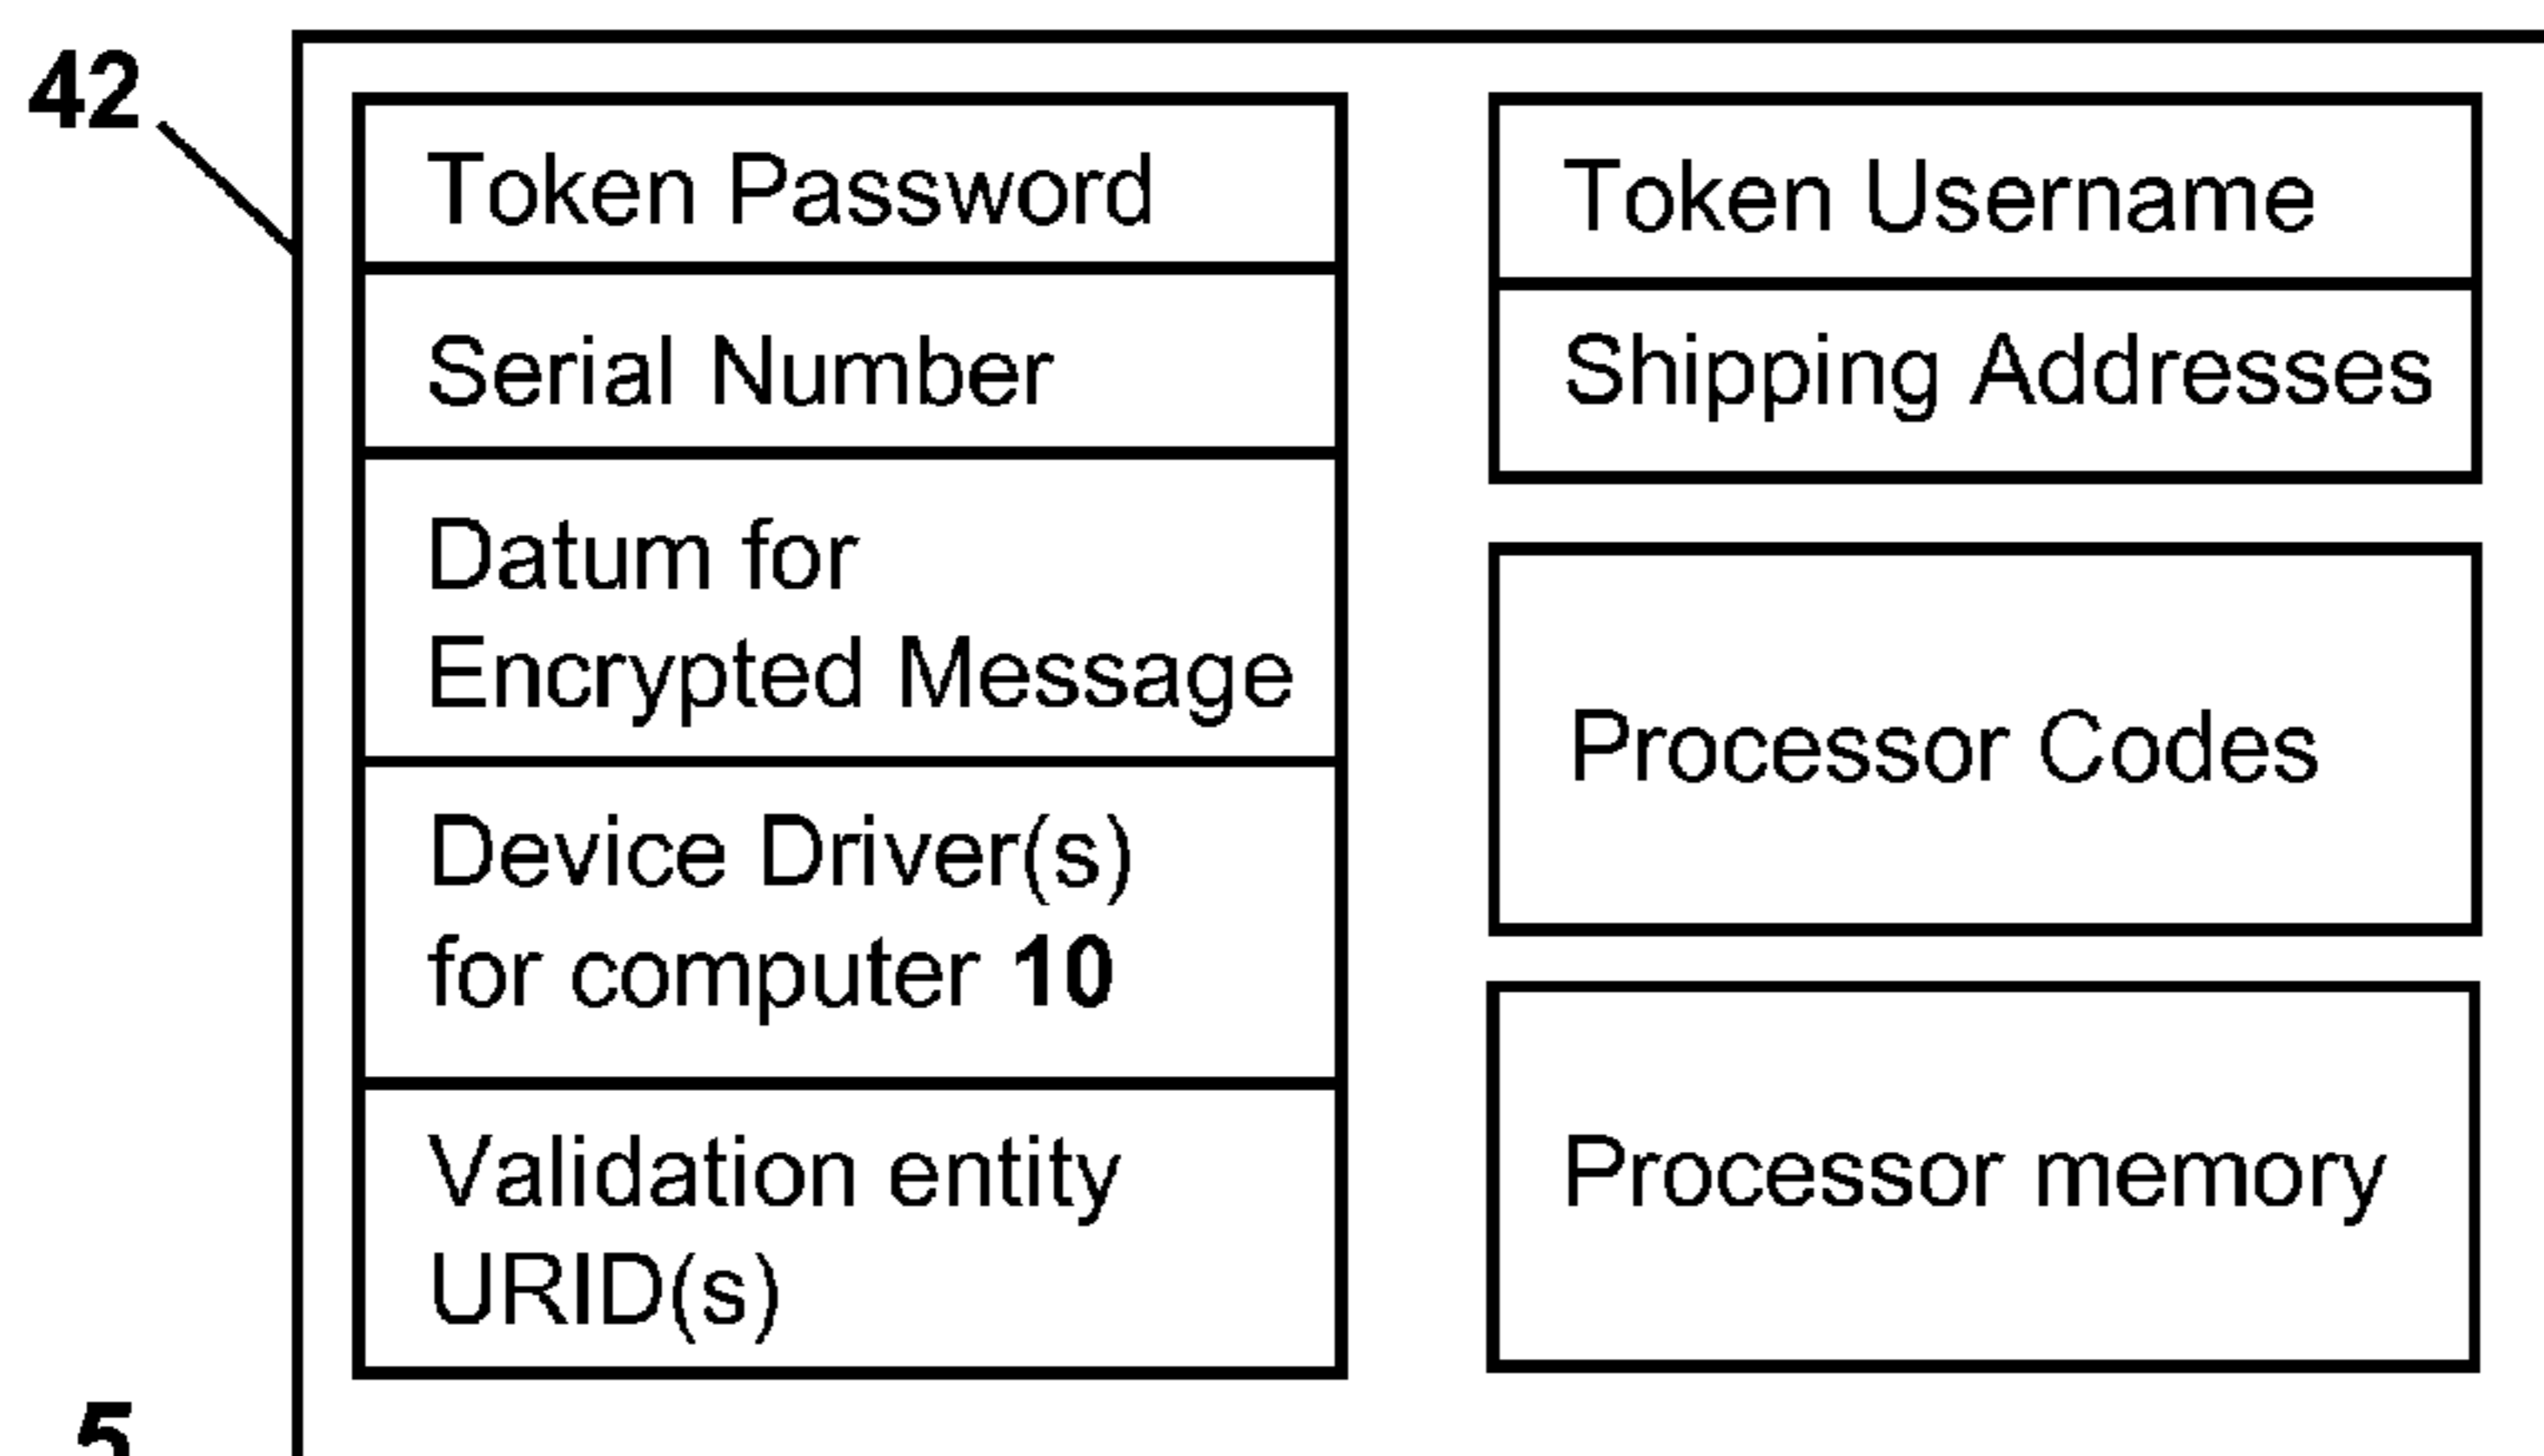 42
Token Password
Serial Number
Datum for
Encrypted Message
Device Driver(s)
for computer 10
Validation entity
URID(s)
Token Username
Shipping Addresses
Processor Codes
Processor memory
5